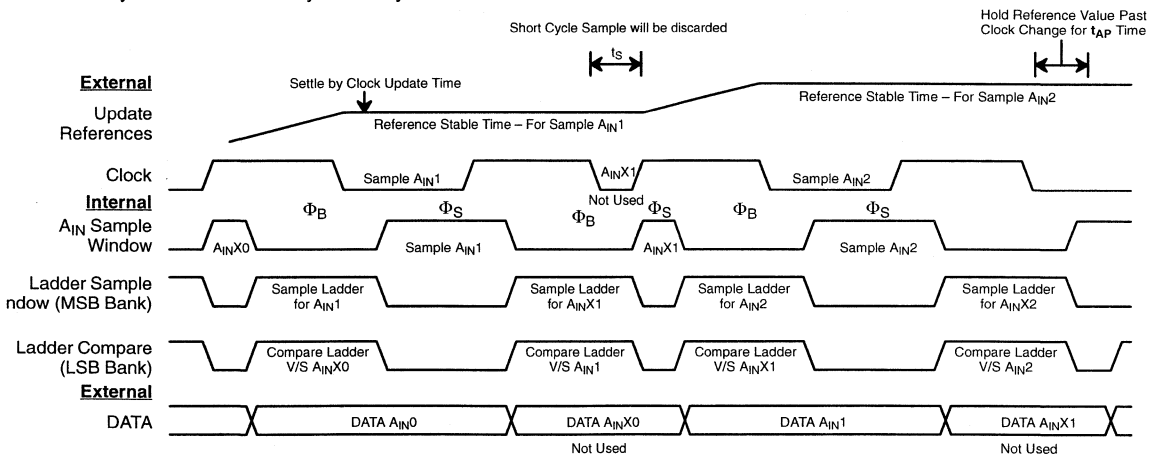 Hold Reference Value Past
Clock Change for tAP Time
Short Cycle Sample will be discarded
tS
External
Settle by Clock Update Time
Reference Stable Time – For Sample AIN2
Update
References
Reference Stable Time – For Sample AIN1
Clock
Sample AIN1
AINX1
Sample AIN2
Not Used
Internal
ΦB
ΦS
ΦB
ΦS
ΦB
ΦS
AIN Sample
Window
AINX0
Sample AIN1
AINX1
Sample AIN2
Ladder Sample
ndow (MSB Bank)
Sample Ladder
for AIN1
Sample Ladder
for AINX1
Sample Ladder
for AIN2
Sample Ladder
for AINX2
Ladder Compare
(LSB Bank)
Compare Ladder
V/S AINX0
Compare Ladder
V/S AIN1
Compare Ladder
V/S AINX1
Compare Ladder
V/S AIN2
External
DATA
DATA AIN0
DATA AINX0
DATA AIN1
DATA AINX1
Not Used
Not Used